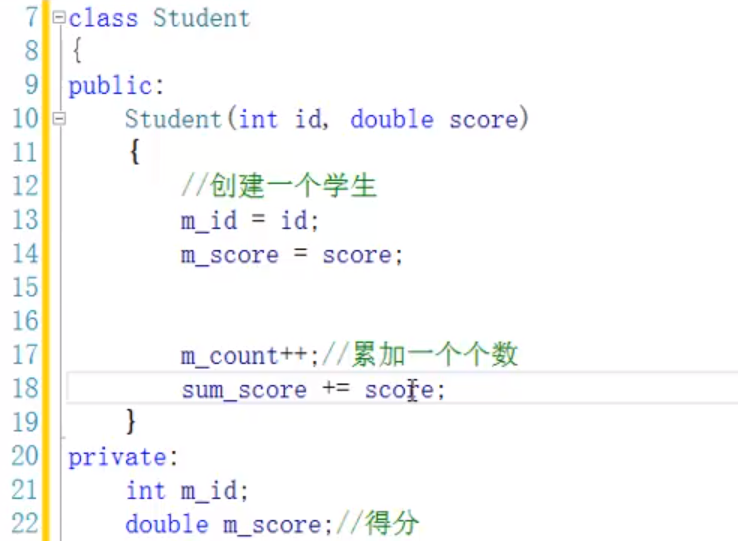 7 class Student
8 {
9 public:
10 Student(int id, double score)
11 {
12 //创建一个学生
13 m_id = id;
14 m_score = score;
15
16
17 m_count++;//累加一个个数
18 sum_score += score;
19 }
20 private:
21 int m_id;
22 double m_score;//得分